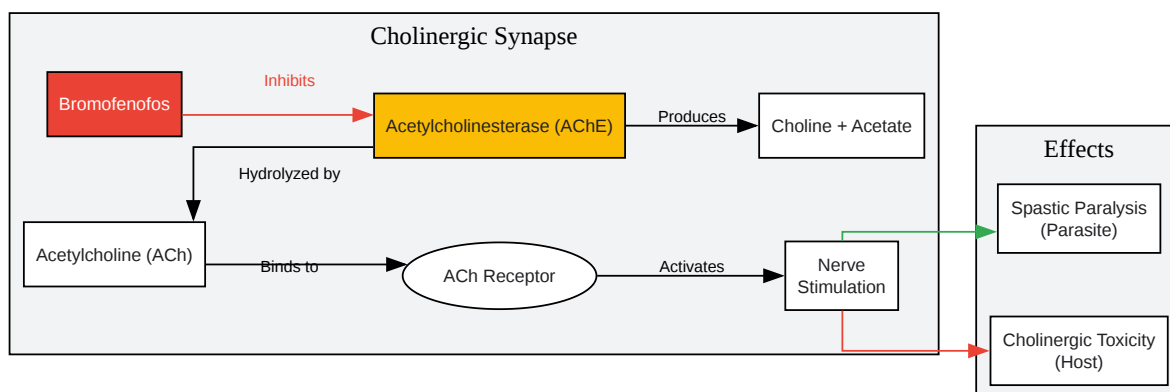 Cholinergic Synapse
Bromofenofos
Inhibits
Acetylcholinesterase (AChE)
Produces
Choline + Acetate
Hydrolyzed by
Acetylcholine (ACh)
Binds to
ACh Receptor
Activates
Nerve
Stimulation
Effects
Spastic Paralysis
(Parasite)
Cholinergic Toxicity
(Host)